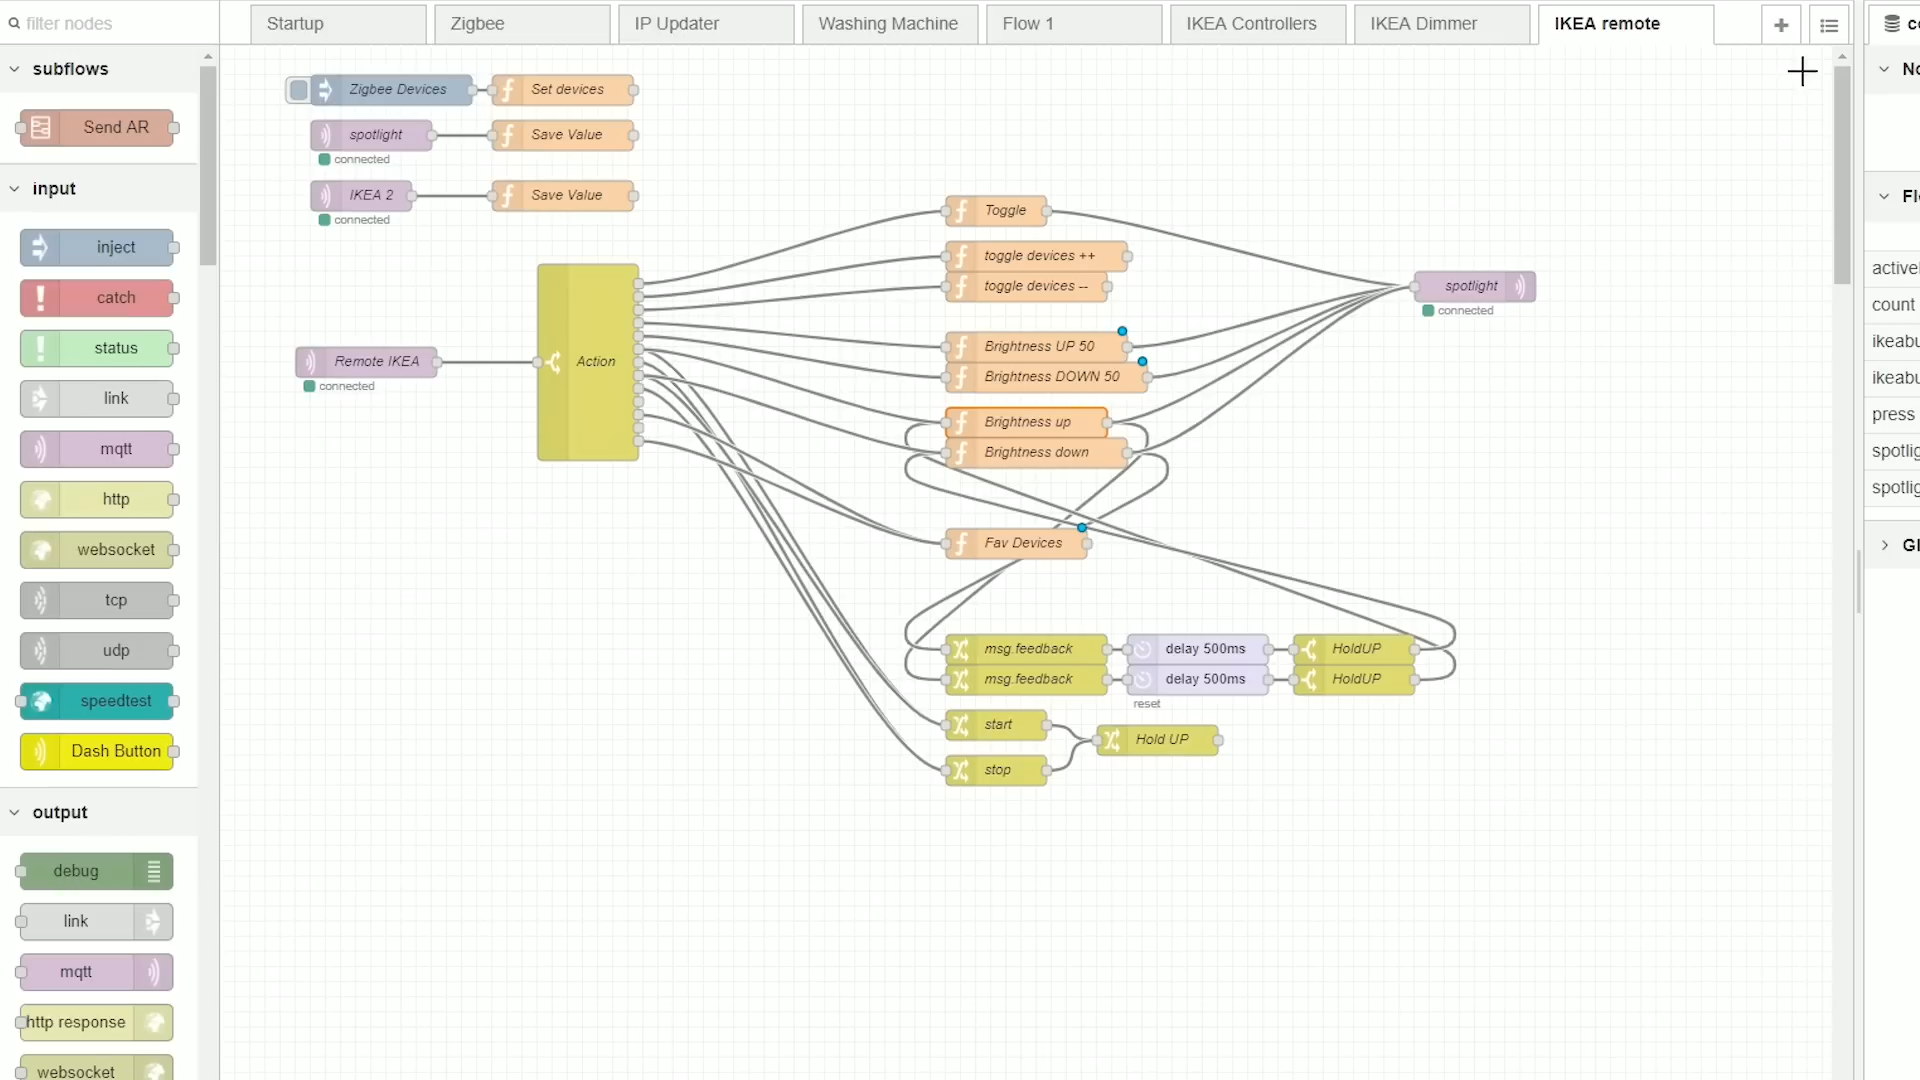 filter nodes
Startup
Zigbee
IP Updater
Washing Machine
Flow 1
IKEA Controllers
IKEA Dimmer
IKEA remote
subflows
Send AR
input
inject
catch
status
link
mqtt
http
websocket
tcp
udp
speedtest
Dash Button
output
debug
link
mqtt
http response
websocket
Zigbee Devices
Set devices
spotlight
Save Value
connected
IKEA 2
Save Value
connected
Remote IKEA
connected
Action
Toggle
toggle devices ++
toggle devices --
Brightness UP 50
Brightness DOWN 50
Brightness up
Brightness down
Fav Devices
spotlight
connected
msg.feedback
delay 500ms
HoldUP
msg.feedback
delay 500ms
HoldUP
reset
start
Hold UP
stop
count
press